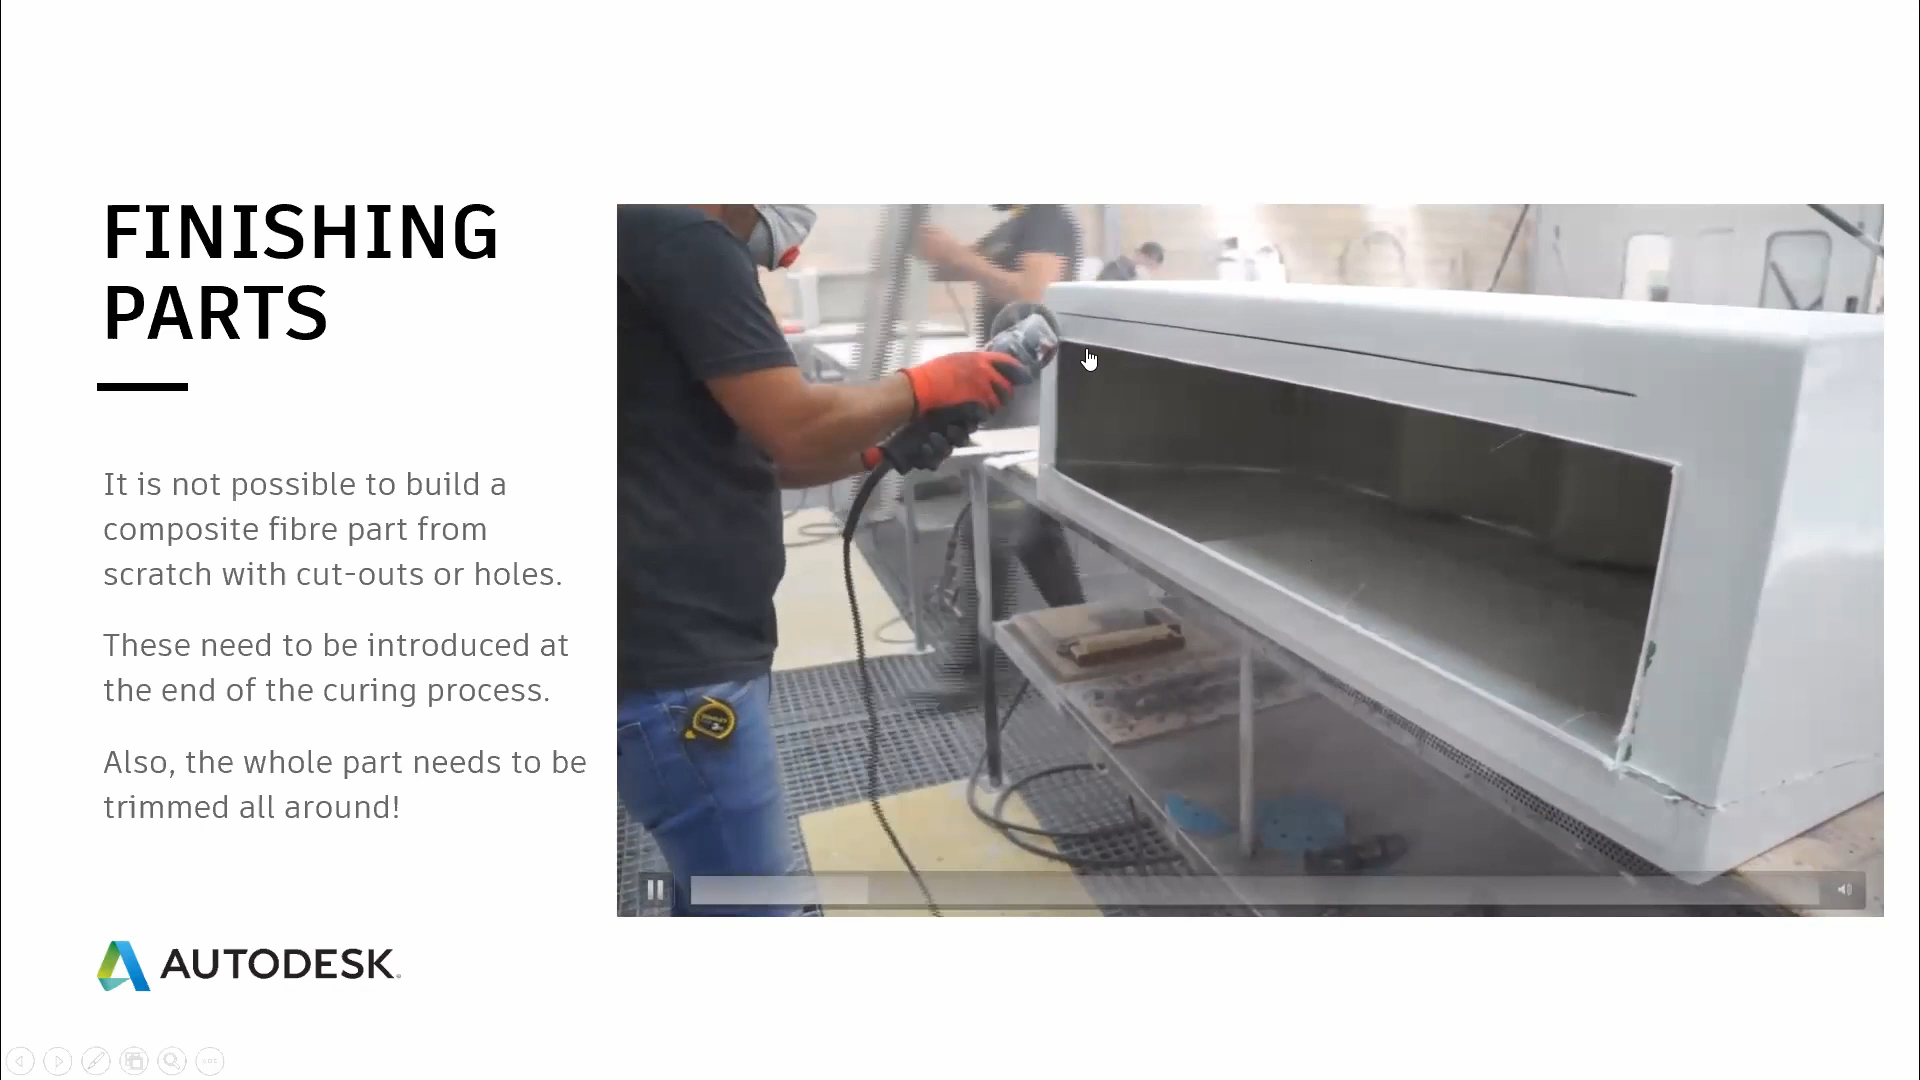 FINISHING
PARTS
It is not possible to build a
composite fibre part from
scratch with cut-outs or holes.
These need to be introduced at
the end of the curing process.
Also, the whole part needs to be
trimmed all around!
AUTODESK